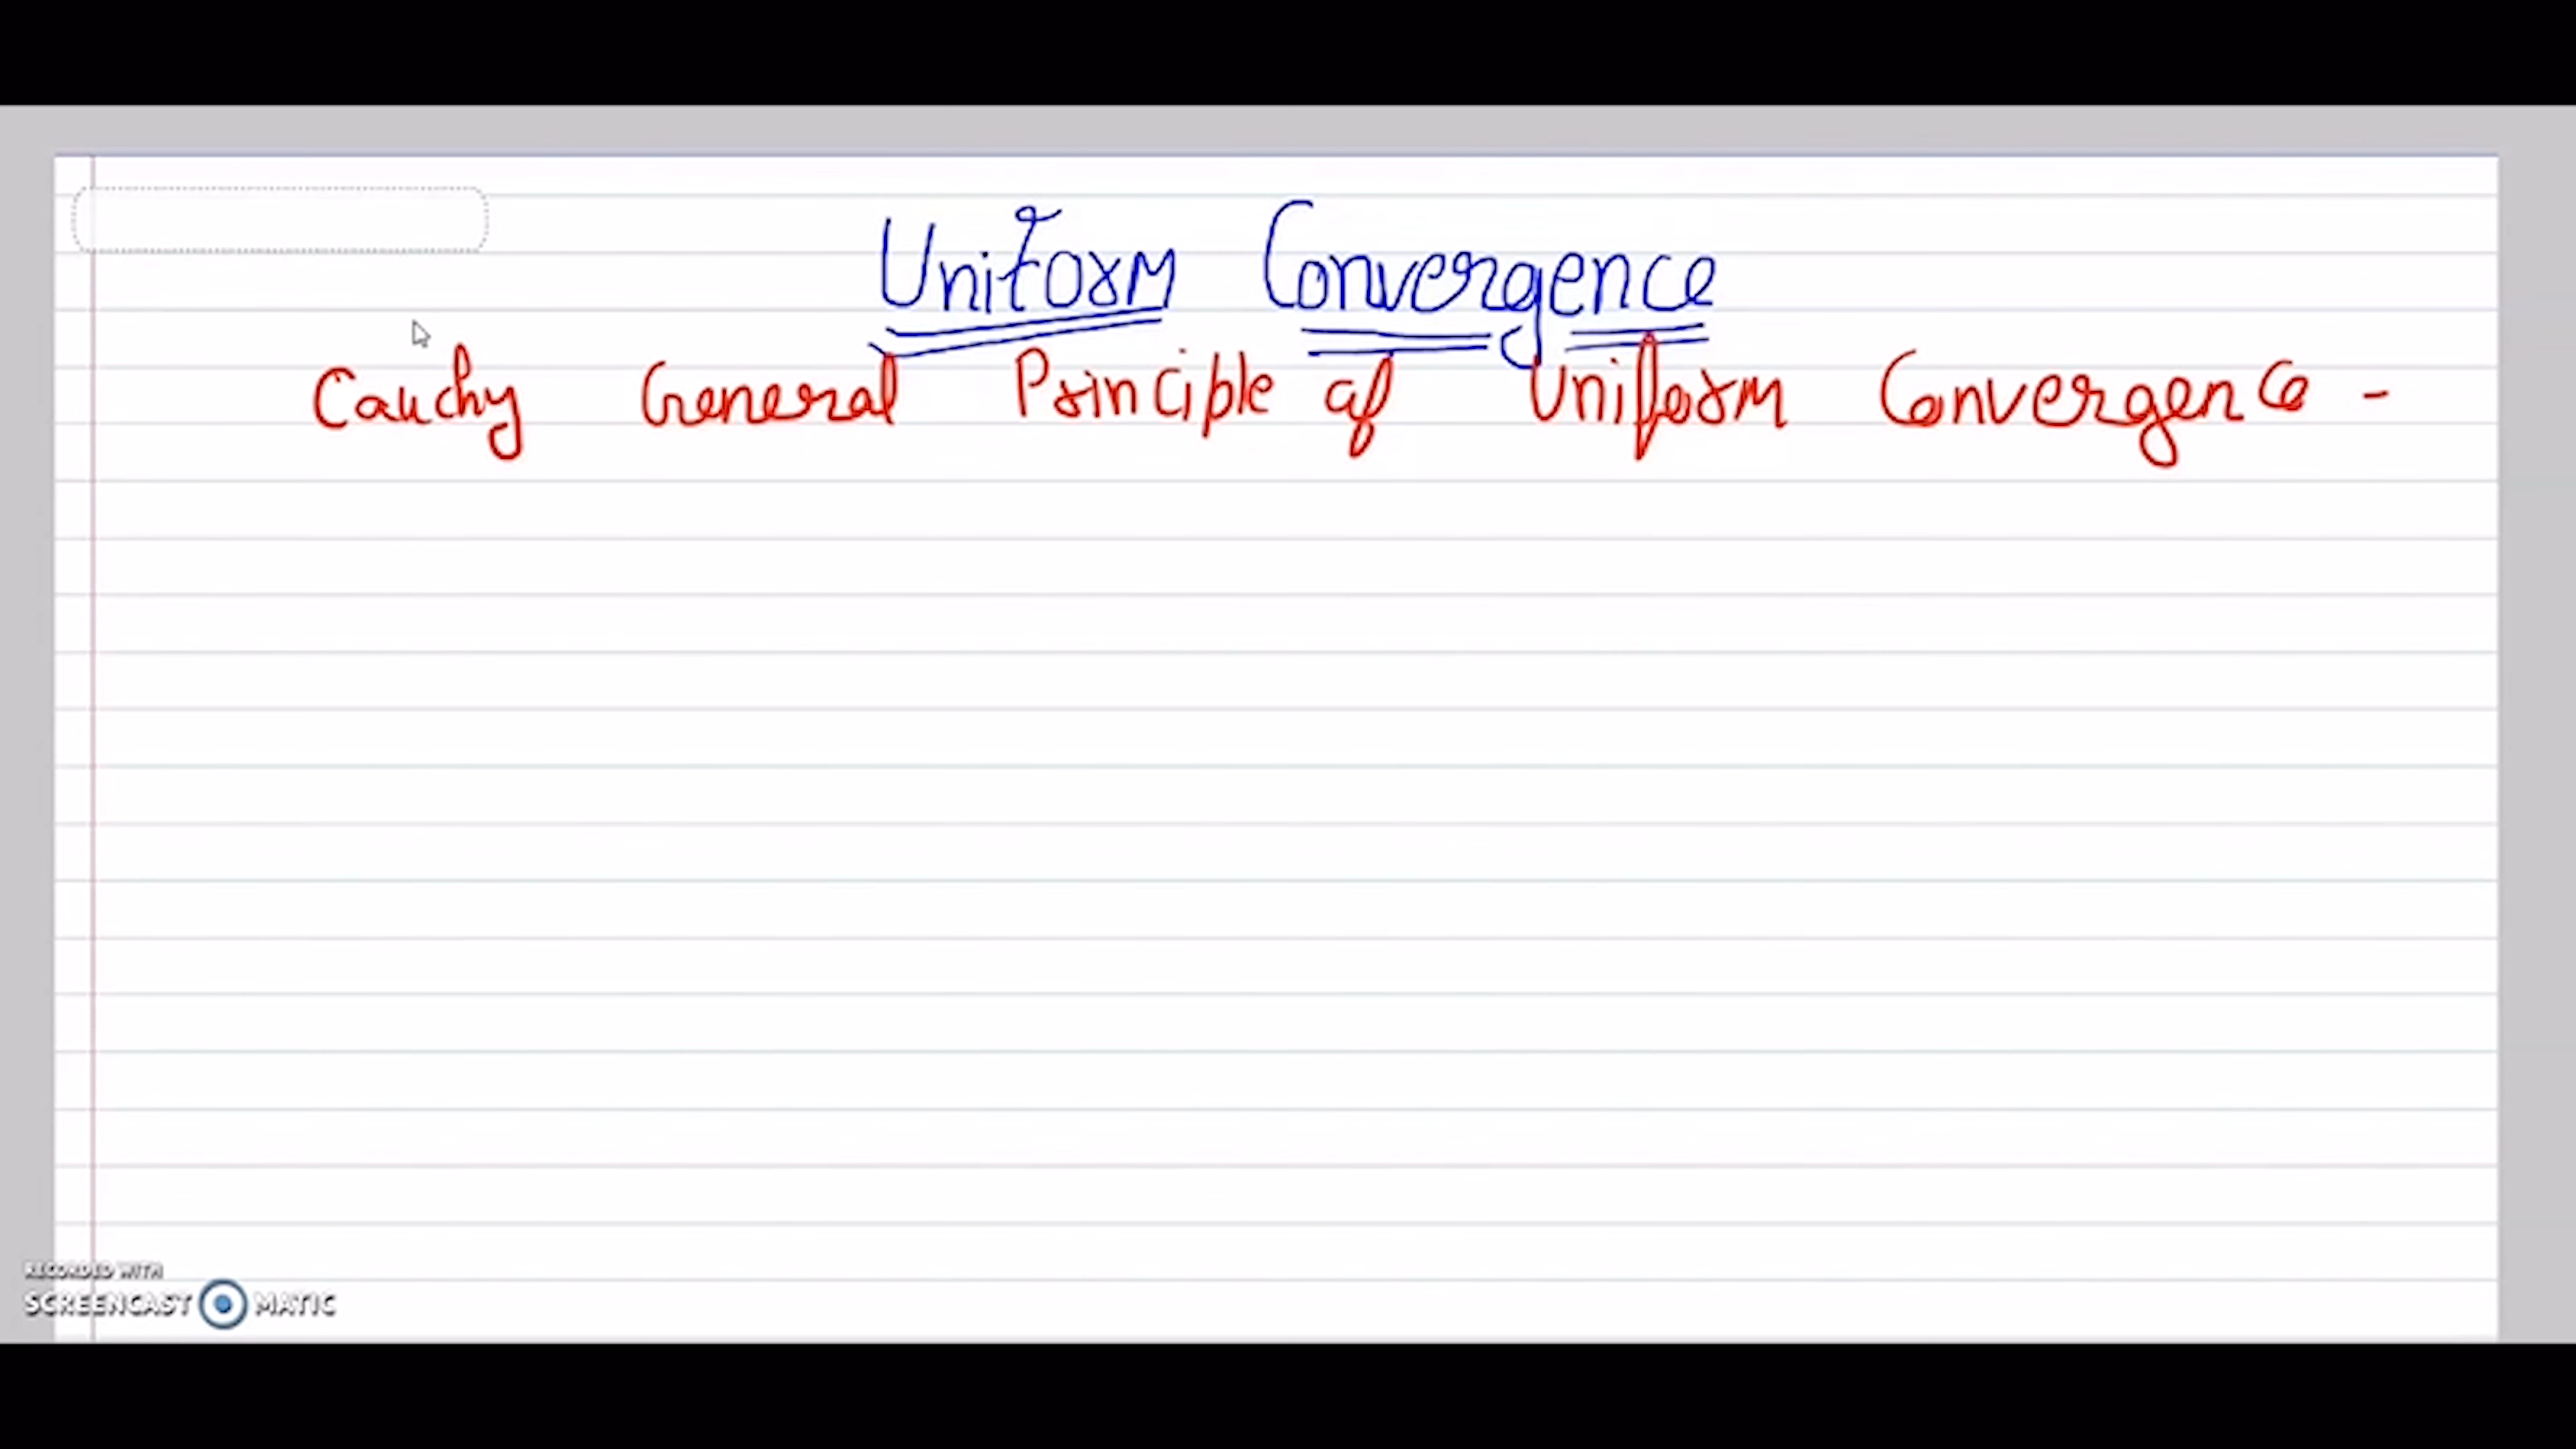 Uniform Convergence
Cauchy General Principle of Uniform Convergence -
RECORDED WITH
SCREENCAST MATIC